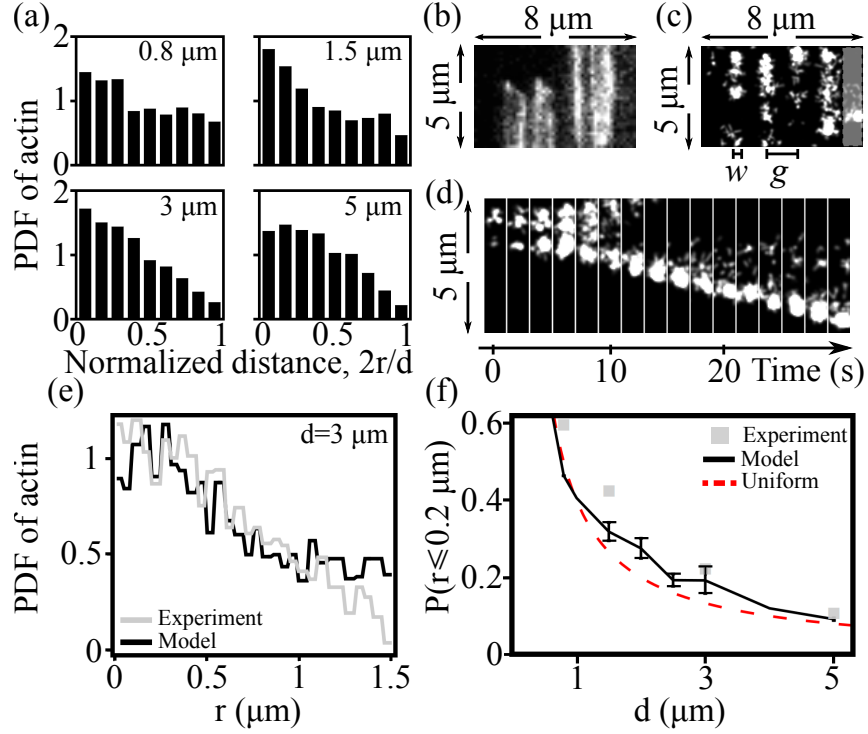 (a)
PDF of actin
2
1
0
0.8 μm
1.5 μm
2
1
0
3 μm
5 μm
0
0.5
1
0
0.5
1
Normalized distance, 2r/d
(b)
8 μm
5 μm
(c)
8 μm
5 μm
w
g
(d)
5 μm
0
10
20
Time (s)
(e)
PDF of actin
1
0.5
0
d=3 μm
Experiment
Model
0
0.5
1
1.5
r (μm)
(f)
P(r⩽0.2 μm)
0.6
0.4
0.2
0
Experiment
Model
Uniform
1
3
5
d (μm)